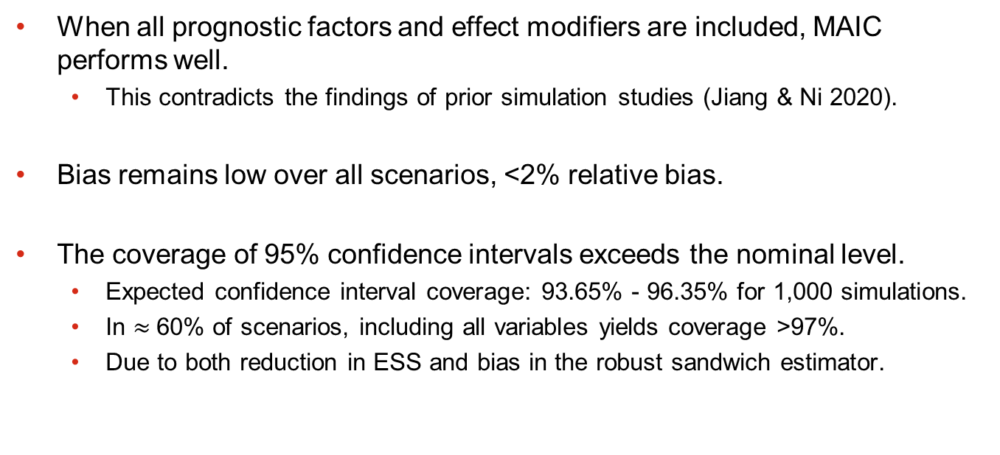 • When all prognostic factors and effect modifiers are included, MAIC
performs well.
• This contradicts the findings of prior simulation studies (Jiang & Ni 2020).
• Bias remains low over all scenarios, <2% relative bias.
• The coverage of 95% confidence intervals exceeds the nominal level.
• Expected confidence interval coverage: 93.65% - 96.35% for 1,000 simulations.
• In ≈ 60% of scenarios, including all variables yields coverage >97%.
• Due to both reduction in ESS and bias in the robust sandwich estimator.